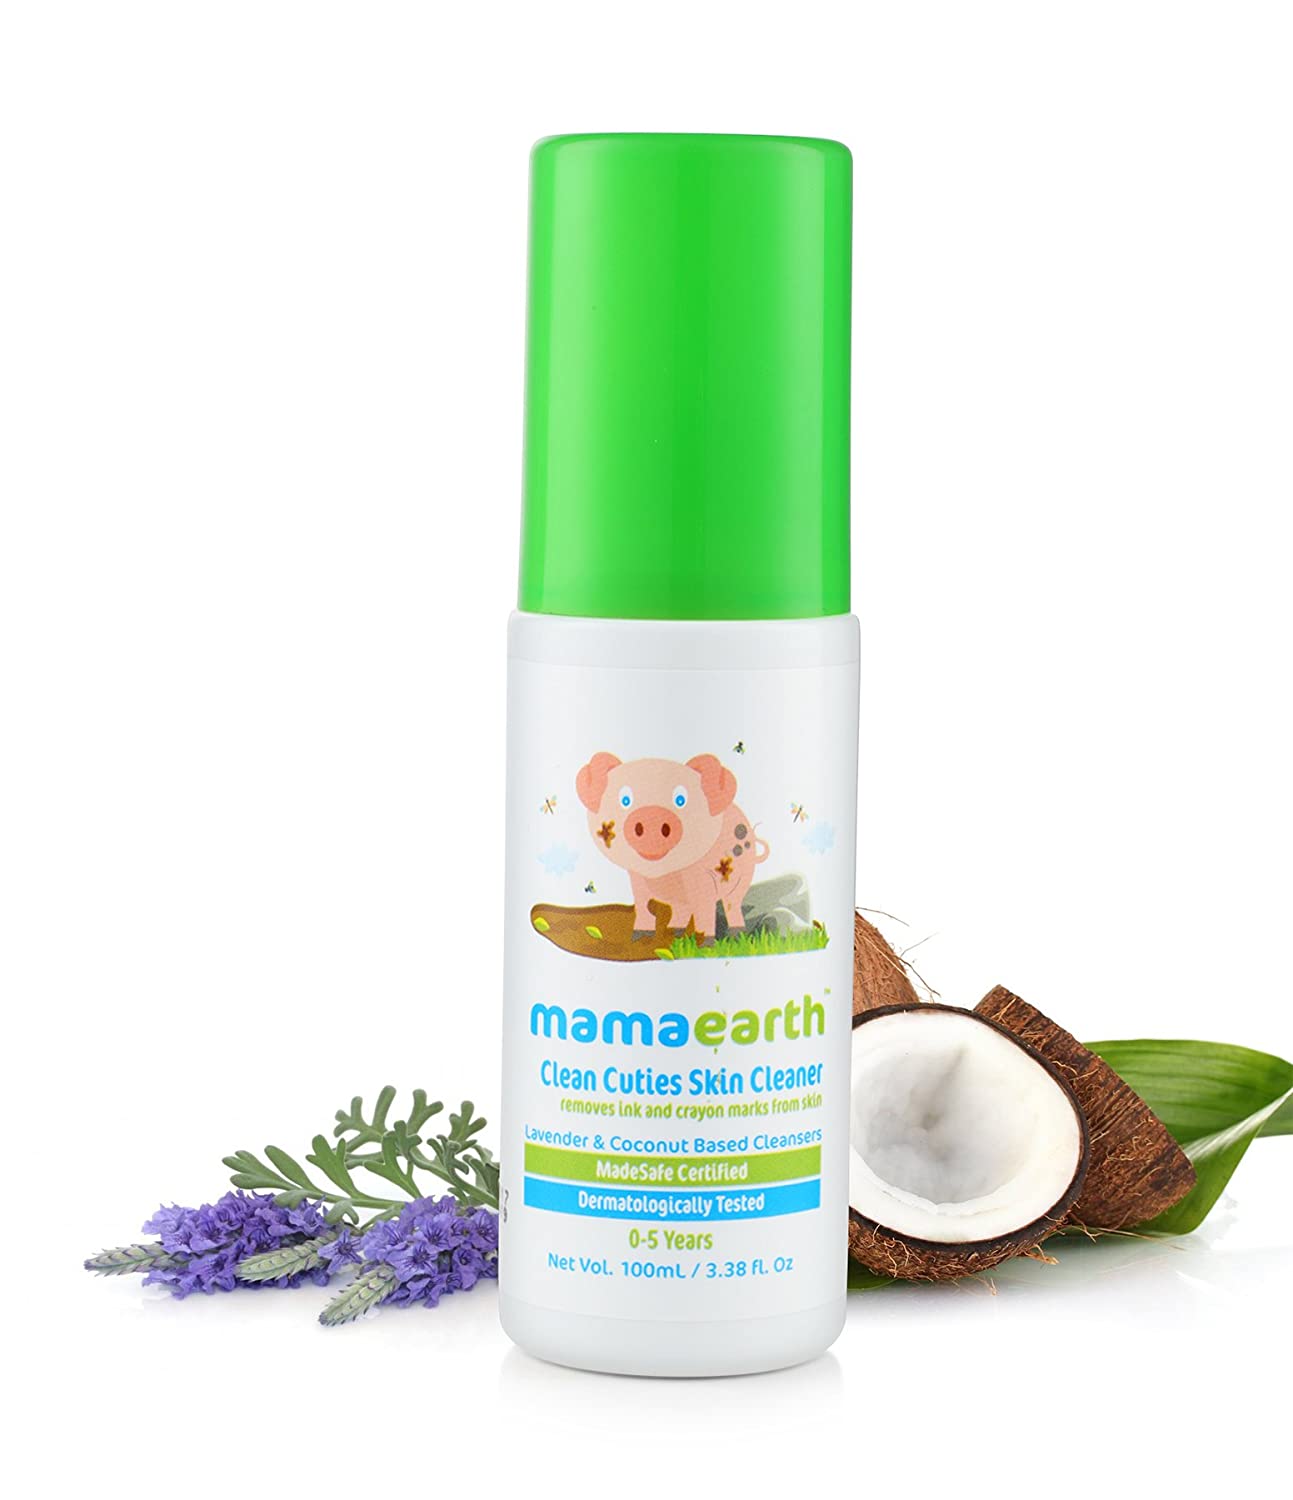 mamaearth™
Clean Cuties Skin Cleaner
removes ink and crayon marks from skin
Lavender & Coconut Based Cleansers
MadeSafe Certified
Dermatologically Tested
0-5 Years
Net Vol. 100mL / 3.38 fl. Oz